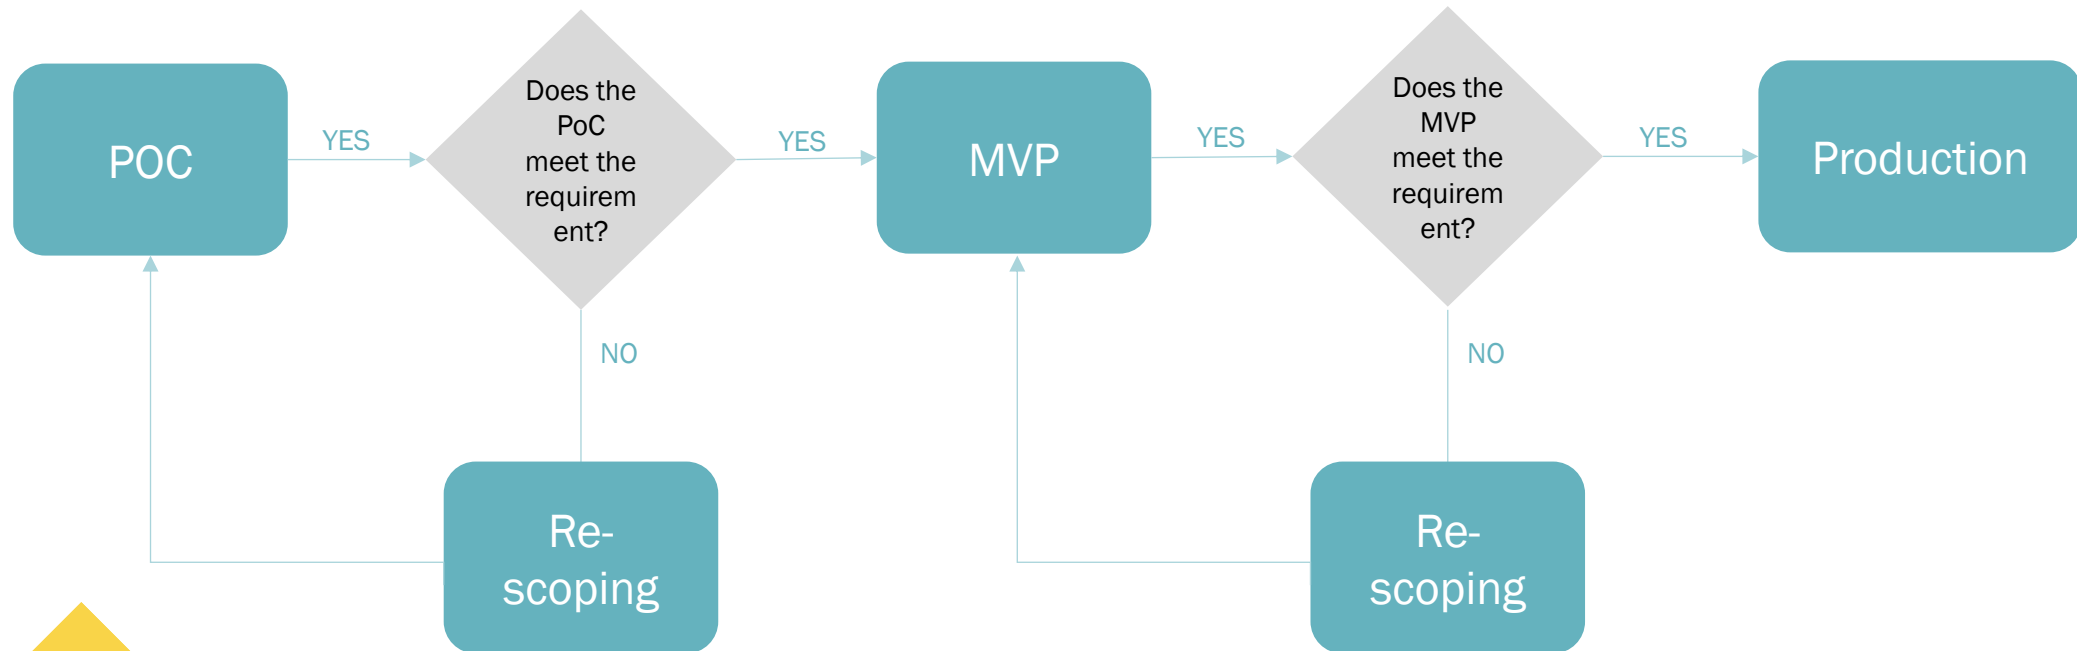 POC
YES
Does the
PoC
meet the
requirem
ent?
YES
MVP
YES
Does the
MVP
meet the
requirem
ent?
YES
Production
NO
NO
Re-
scoping
Re-
scoping